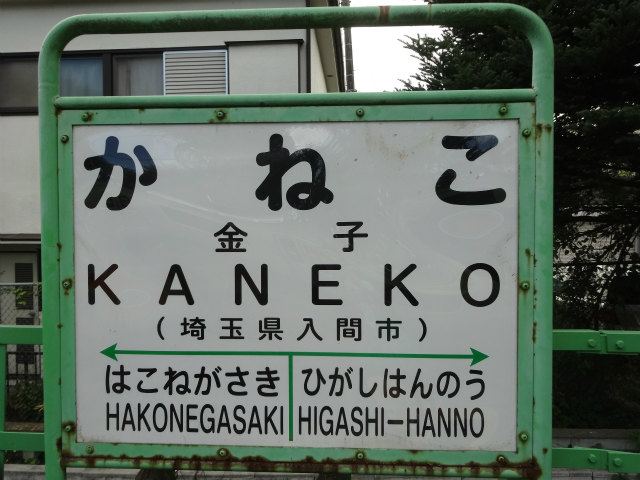 かねこ
金子
KANEKO
(埼玉県入間市)
はこねがさき ひがしはんのう
HAKONEGASAKI HIGASHI-HANNO